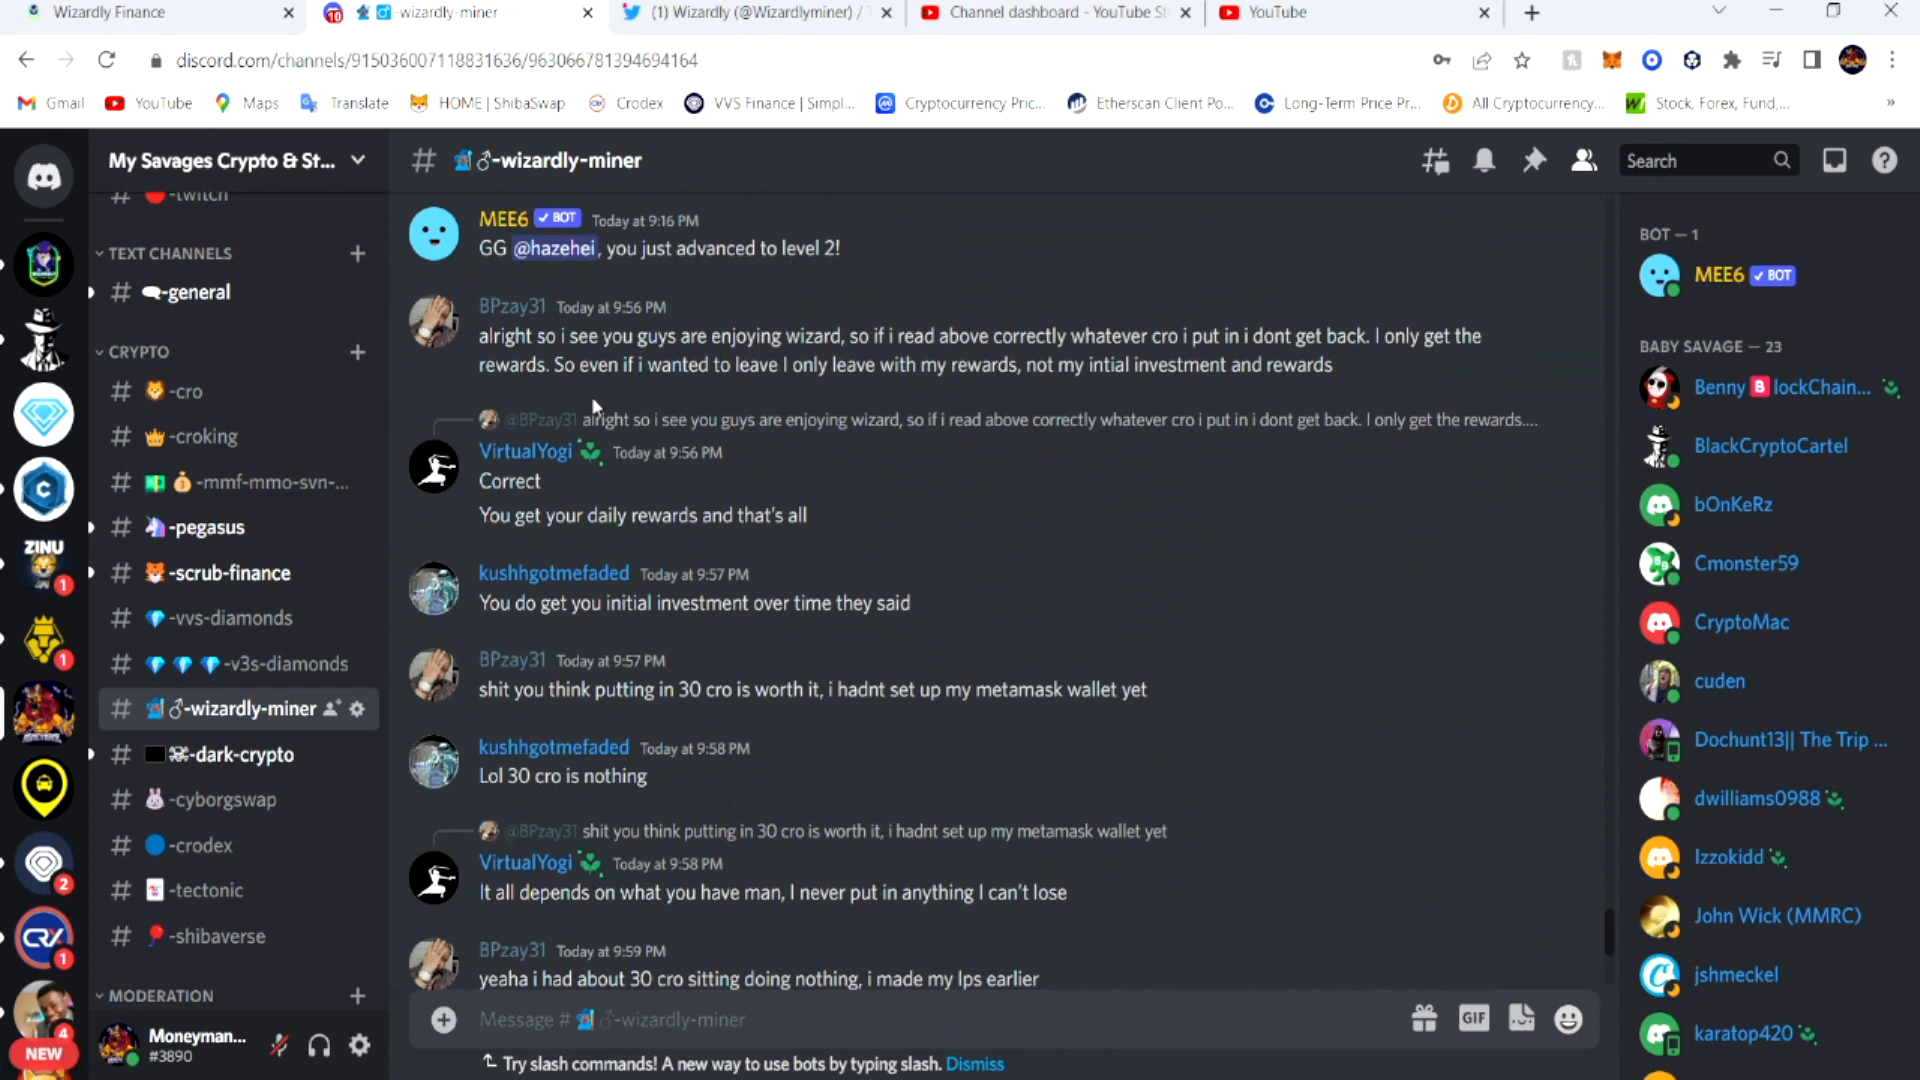 Wizardly Finance
10
-wizardly-miner
(1) Wizardly (@Wizardlyminer) /
Channel dashboard - YouTube St
YouTube
discord.com/channels/915036007118831636/963066781394694164
Gmail
YouTube
Maps
Translate
HOME | ShibaSwap
Crodex
VVS Finance | Simpl...
Cryptocurrency Pric...
Etherscan Client Po...
Long-Term Price Pr...
All Cryptocurrency...
Stock, Forex, Fund,...
»
My Savages Crypto & St...
# -wizardly-miner
Search
# -twitch
TEXT CHANNELS
# -general
CRYPTO
# -cro
# -croking
# -mmf-mmo-svn-...
# -pegasus
# -scrub-finance
# -vvs-diamonds
# -v3s-diamonds
# -wizardly-miner
# -dark-crypto
# -cyborgswap
# -crodex
# -tectonic
# -shibaverse
MODERATION
Moneyman...
#3890
ZINU
1
1
2
CRX
1
4
NEW
MEE6 ✓ BOT Today at 9:16 PM
GG @hazehei, you just advanced to level 2!
BPzay31 Today at 9:56 PM
alright so i see you guys are enjoying wizard, so if i read above correctly whatever cro i put in i dont get back. I only get the
rewards. So even if i wanted to leave I only leave with my rewards, not my intial investment and rewards
@BPzay31 alright so i see you guys are enjoying wizard, so if i read above correctly whatever cro i put in i dont get back. I only get the rewards....
VirtualYogi Today at 9:56 PM
Correct
You get your daily rewards and that's all
kushhgotmefaded Today at 9:57 PM
You do get you initial investment over time they said
BPzay31 Today at 9:57 PM
shit you think putting in 30 cro is worth it, i hadnt set up my metamask wallet yet
kushhgotmefaded Today at 9:58 PM
Lol 30 cro is nothing
@BPzay31 shit you think putting in 30 cro is worth it, i hadnt set up my metamask wallet yet
VirtualYogi Today at 9:58 PM
It all depends on what you have man, I never put in anything I can't lose
BPzay31 Today at 9:59 PM
yeaha i had about 30 cro sitting doing nothing, i made my lps earlier
Message # -wizardly-miner
GIF
Try slash commands! A new way to use bots by typing slash. Dismiss
BOT — 1
MEE6 ✓ BOT
BABY SAVAGE — 23
Benny B lockChain...
BlackCryptoCartel
bOnKeRz
Cmonster59
CryptoMac
cuden
Dochunt13|| The Trip ...
dwilliams0988
Izzokidd
John Wick (MMRC)
jshmeckel
karatop420